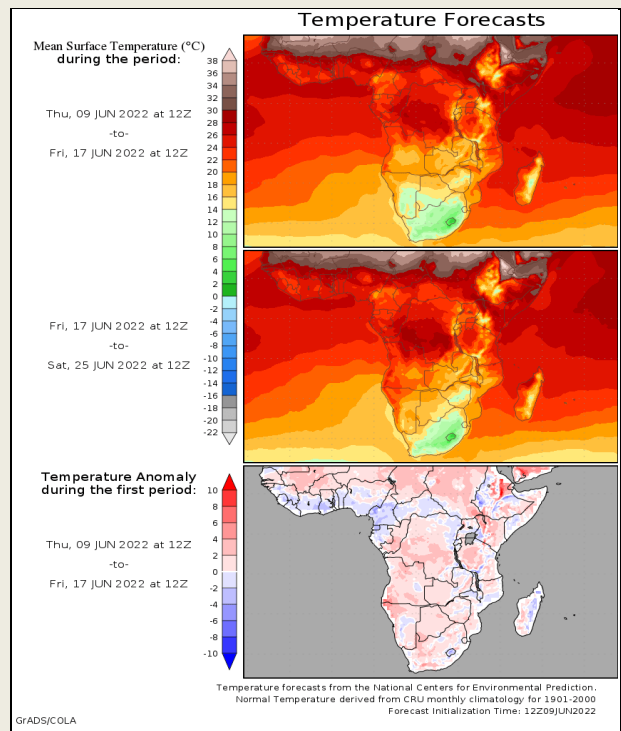 Temperature Forecasts
Mean Surface Temperature (°C)
during the period:
38
36
34
32
30
28
26
24
22
20
18
16
14
12
10
8
6
4
2
0
-2
-4
-6
-8
-10
-12
-14
-16
-18
-20
-22
Thu, 09 JUN 2022 at 12Z
-to-
Fri, 17 JUN 2022 at 12Z
Fri, 17 JUN 2022 at 12Z
-to-
Sat, 25 JUN 2022 at 12Z
Temperature Anomaly
during the first period:
10
8
6
4
2
0
-2
-4
-6
-8
-10
Thu, 09 JUN 2022 at 12Z
-to-
Fri, 17 JUN 2022 at 12Z
Temperature forecasts from the National Centers for Environmental Prediction.
Normal Temperature derived from CRU monthly climatology for 1901-2000
Forecast Initialization Time: 12Z09JUN2022
GrADS/COLA